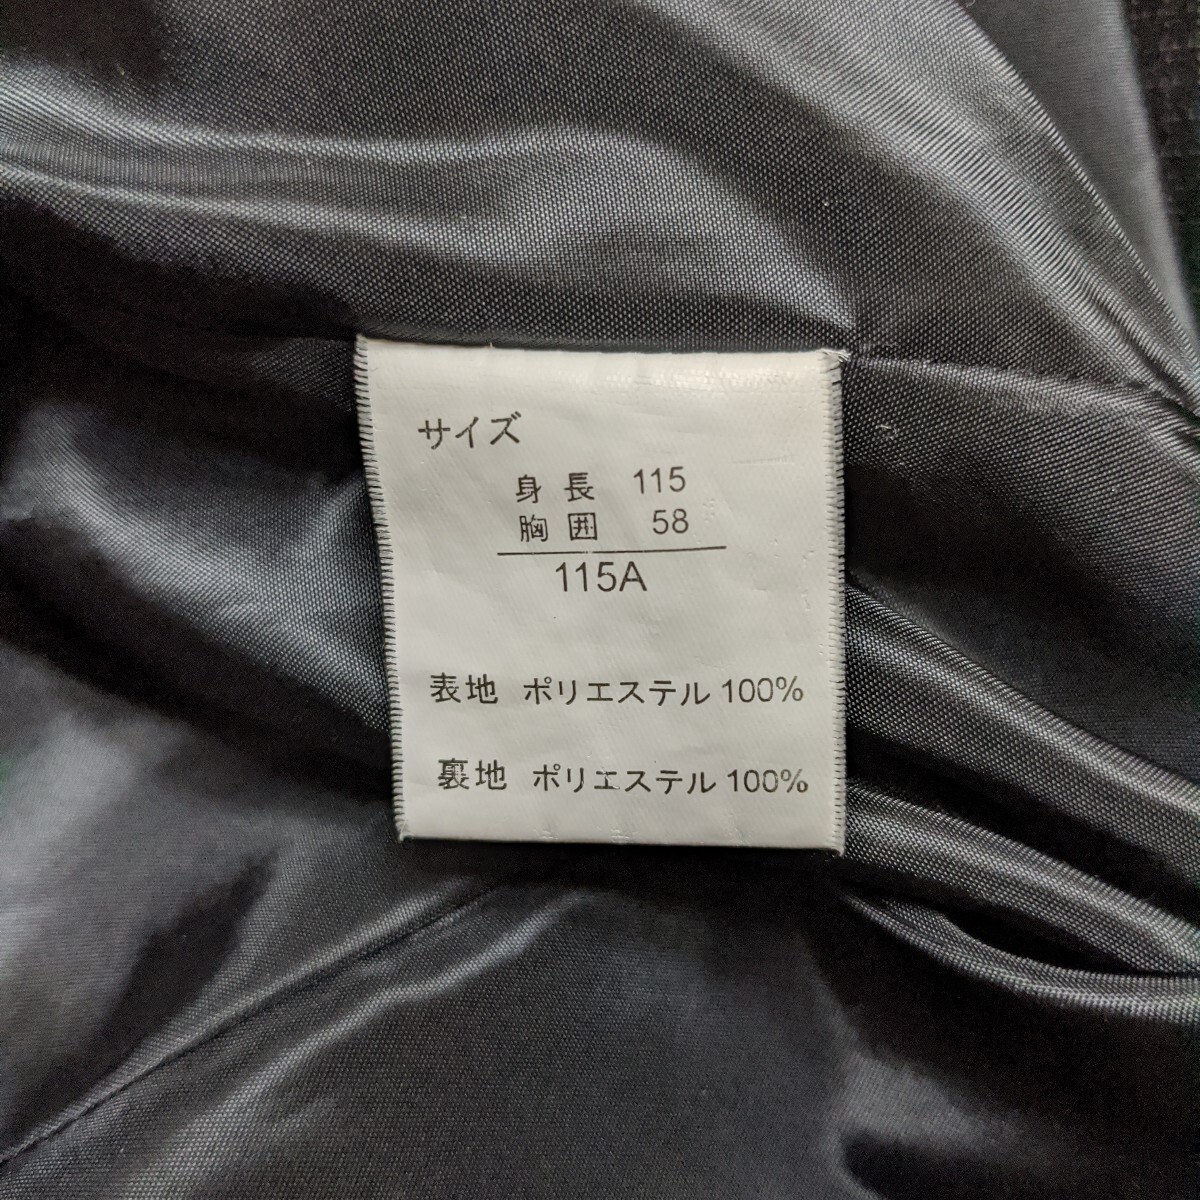 サイズ
身長 115
胸囲 58
115A
表地 ポリエステル 100%
裏地 ポリエステル 100%